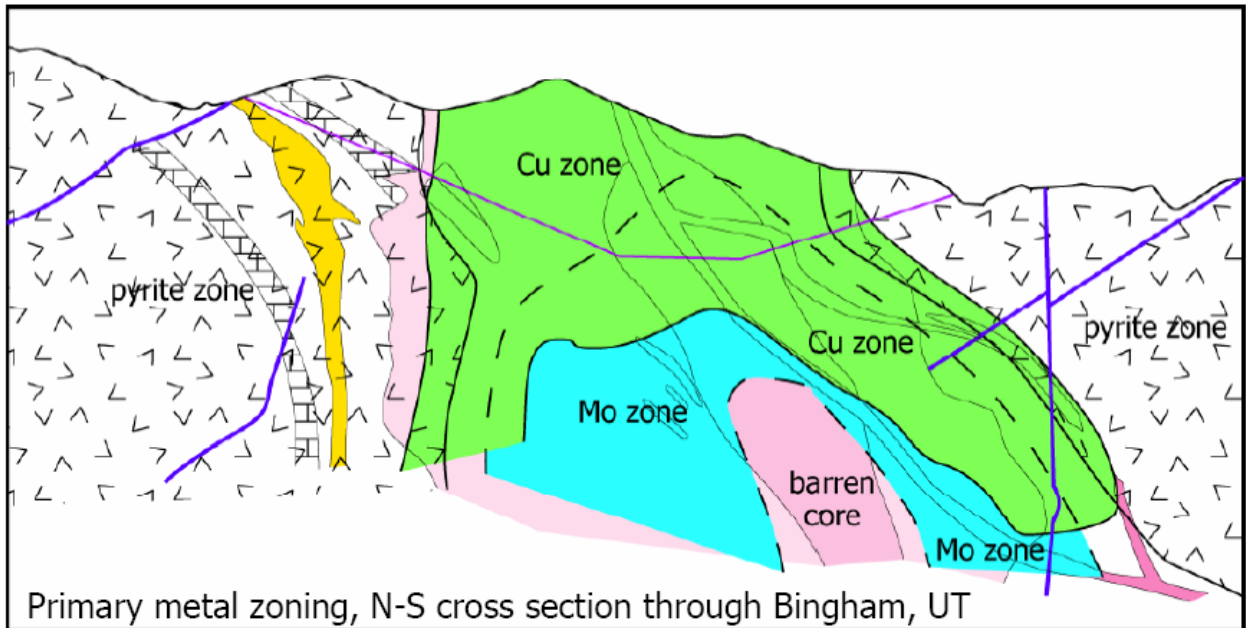 Cu zone
pyrite zone
pyrite zone
Cu zone
Mo zone
barren
core
Mo zone
Primary metal zoning, N-S cross section through Bingham, UT